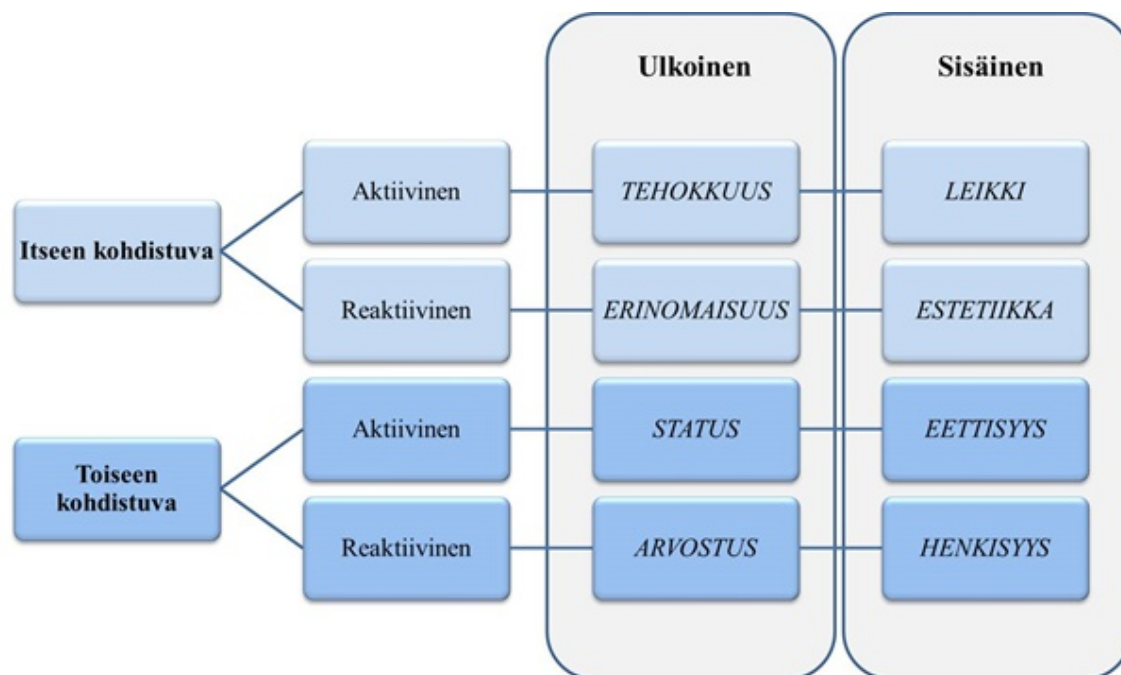 Ulkoinen
Sisäinen
Aktiivinen
TEHOKKUUS
LEIKKI
Itseen kohdistuva
Reaktiivinen
ERINOMAISUUS
ESTETIIKKA
Aktiivinen
STATUS
EETTISYYS
Toiseen
kohdistuva
Reaktiivinen
ARVOSTUS
HENKISYYS